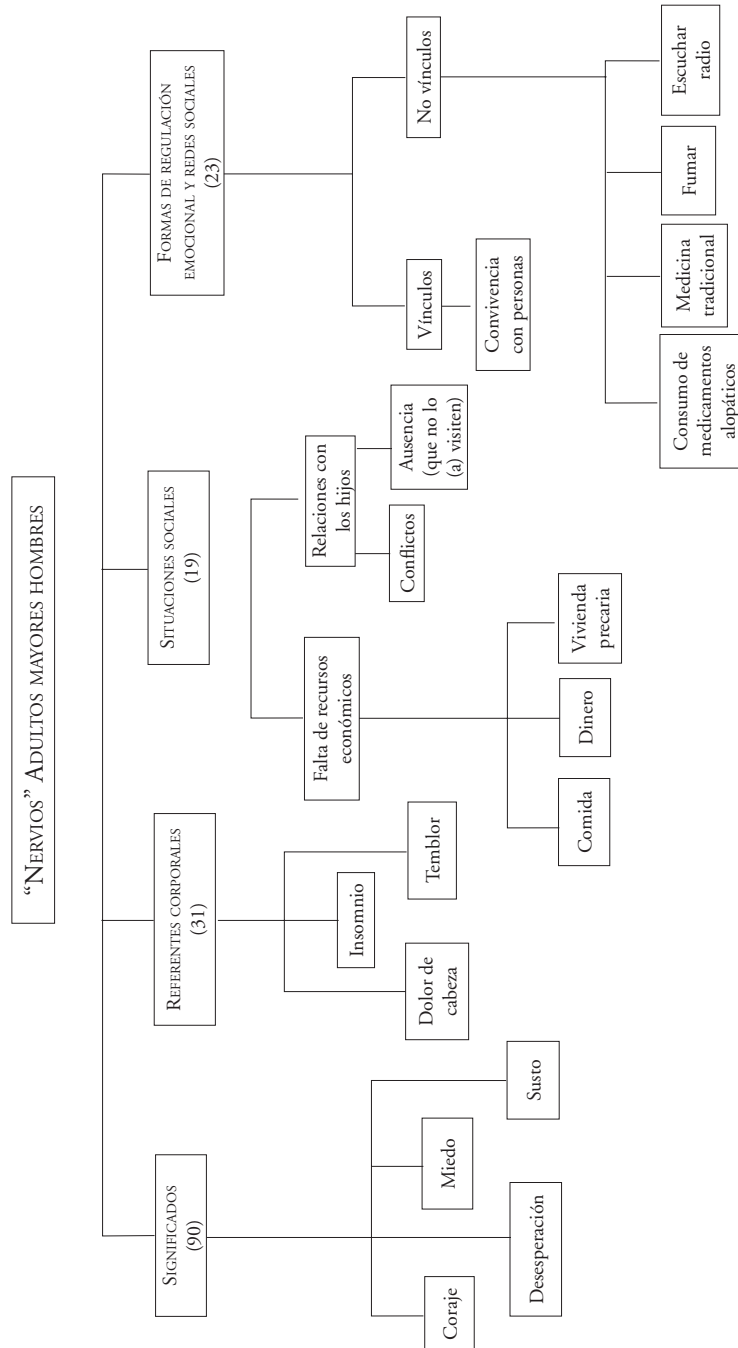 “NERVIOS” ADULTOS MAYORES HOMBRES
SIGNIFICADOS
(90)
Coraje
Desesperación
Miedo
Susto
REFERENTES CORPORALES
(31)
Dolor de
cabeza
Insomnio
Temblor
SITUACIONES SOCIALES
(19)
Falta de recursos
económicos
Comida
Dinero
Vivienda
precaria
Relaciones con
los hijos
Conflictos
Ausencia
(que no lo
(a) visiten)
FORMAS DE REGULACIÓN
EMOCIONAL Y REDES SOCIALES
(23)
Vínculos
Convivencia
con personas
No vínculos
Consumo de
medicamentos
alopáticos
Medicina
tradicional
Fumar
Escuchar
radio